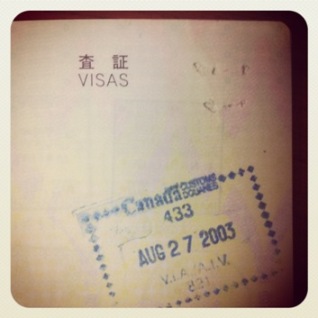 査 証
VISAS
Canada CUSTOMS
DOUANES
433
AUG 27 2003
V.I.A. A.I.V.